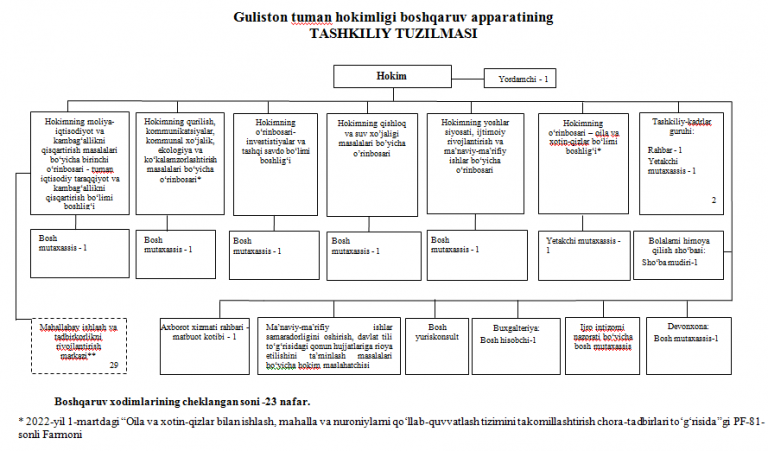 Guliston tuman hokimligi boshqaruv apparatining
TASHKILIY TUZILMASI
Hokim
Yordamchi - 1
Hokimning moliya-
iqtisodiyot va
kambag‘allikni
qisqartirish masalalari
bo‘yicha birinchi
o‘rinbosari - tuman
iqtisodiy taraqqiyot va
kambag‘allikni
qisqartirish bo‘limi
boshlig‘i
Hokimning qurilish,
kommunikatsiyalar,
kommunal xo‘jalik,
ekologiya va
ko‘kalamzorlashtirish
masalalari bo‘yicha
o‘rinbosari*
Hokimning
o‘rinbosari-
investistiyalar va
tashqi savdo bo‘limi
boshlig‘i
Hokimning qishloq
va suv xo‘jaligi
masalalari bo‘yicha
o‘rinbosari
Hokimning yoshlar
siyosati, ijtimoiy
rivojlantirish va
ma’naviy-ma’rifiy
ishlar bo‘yicha
o‘rinbosari
Hokimning
o‘rinbosari – oila va
xotin-qizlar bo‘limi
boshlig‘i*
Tashkiliy-kadrlar
guruhi:
Rahbar - 1
Yetakchi
mutaxassis - 1
2
Bosh
mutaxassis - 1
Bosh
mutaxassis - 1
Bosh
mutaxassis - 1
Bosh
mutaxassis - 1
Bosh
mutaxassis - 1
Yetakchi mutaxassis -
1
Bolalarni himoya
qilish sho‘basi:
Sho‘ba mudiri-1
Mahallabay ishlash va
tadbirkorlikni
rivojlantirish
markazi**
29
Axborot xizmati rahbari -
matbuot kotibi - 1
Ma’naviy-ma’rifiy ishlar
samaradorligini oshirish, davlat tili
to‘g‘risidagi qonun hujjatlariga rioya
etilishini ta’minlash masalalari
bo‘yicha hokim maslahatchisi
Bosh
yuriskonsult
Buxgalteriya:
Bosh hisobchi-1
Ijro intizomi
nazorati bo‘yicha
bosh mutaxassis
Devonxona:
Bosh mutaxassis-1
Boshqaruv xodimlarining cheklangan soni -23 nafar.
* 2022-yil 1-martdagi “Oila va xotin-qizlar bilan ishlash, mahalla va nuroniylarni qo‘llab-quvvatlash tizimini takomillashtirish chora-tadbirlari to‘g‘risida”gi PF-81-
sonli Farmoni